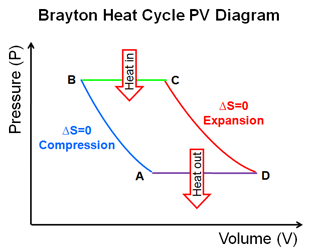 Brayton Heat Cycle PV Diagram
Pressure (P)
B
Heat in
C
ΔS=0
Compression
ΔS=0
Expansion
A
Heat out
D
Volume (V)